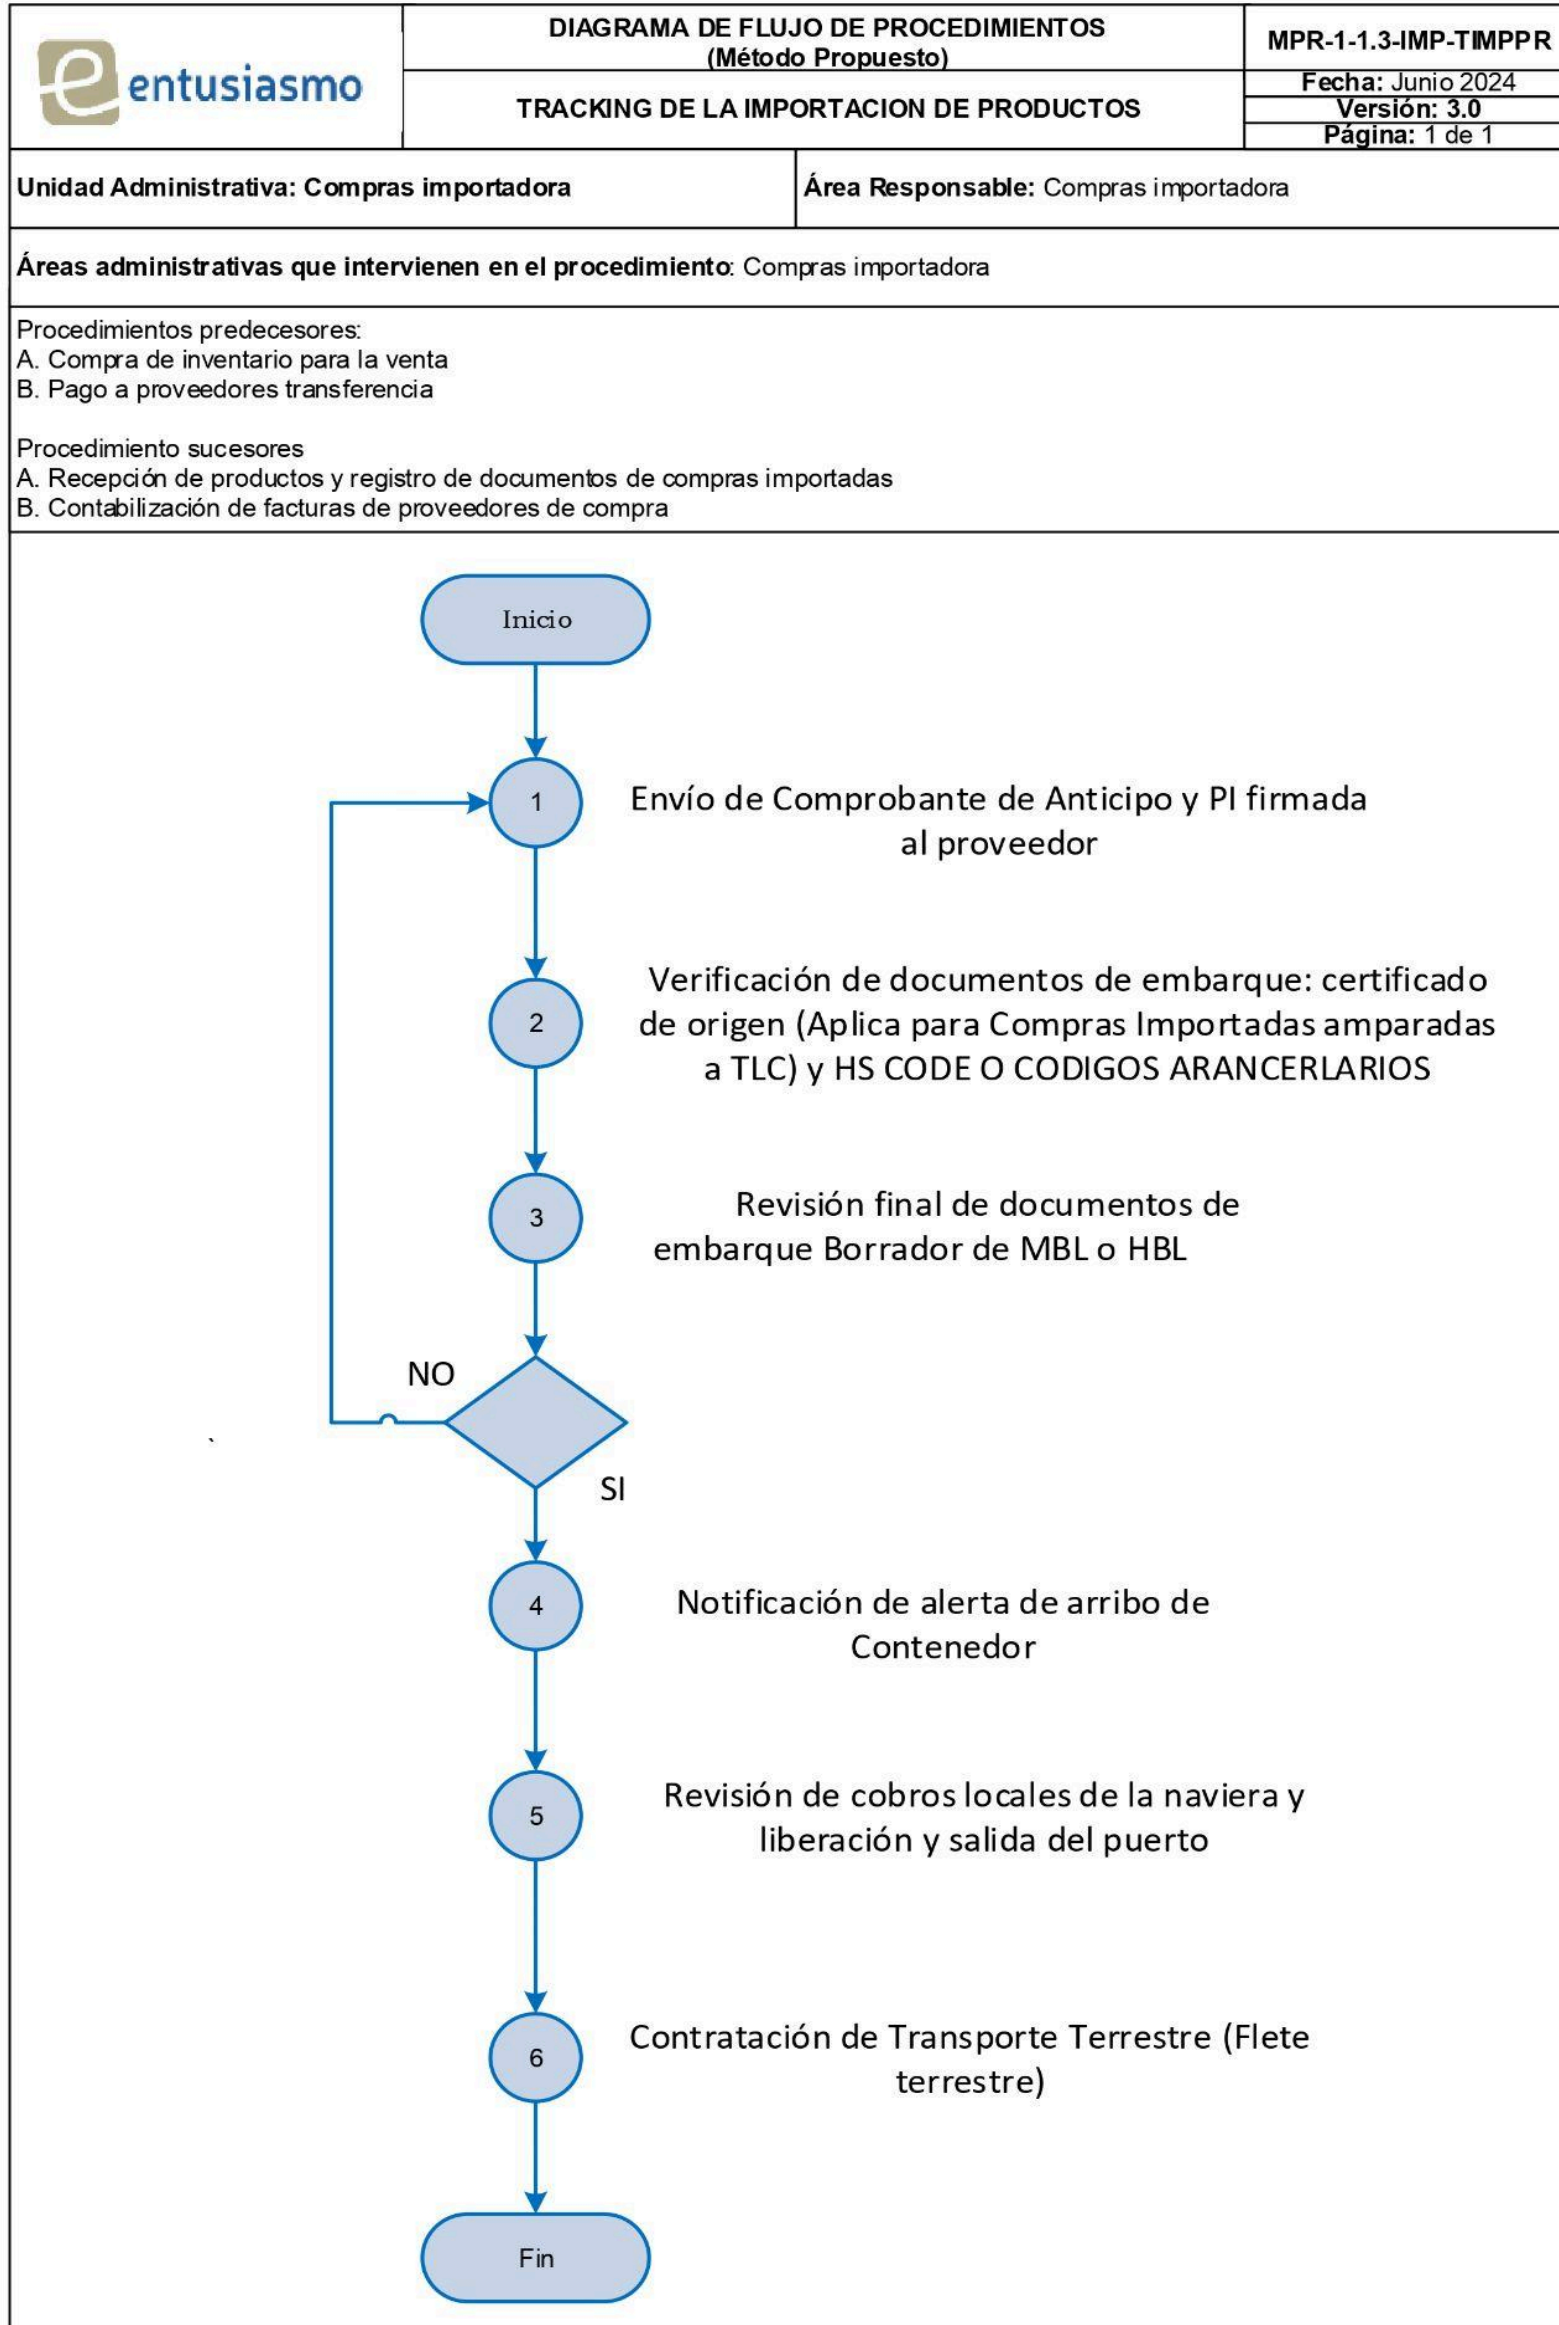 entusiasmo
DIAGRAMA DE FLUJO DE PROCEDIMIENTOS
(Método Propuesto)
MPR-1-1.3-IMP-TIMPPR
TRACKING DE LA IMPORTACION DE PRODUCTOS
Fecha: Junio 2024
Versión: 3.0
Página: 1 de 1
Unidad Administrativa: Compras importadora
Área Responsable: Compras importadora
Áreas administrativas que intervienen en el procedimiento: Compras importadora
Procedimientos predecesores:
A. Compra de inventario para la venta
B. Pago a proveedores transferencia
Procedimiento sucesores
A. Recepción de productos y registro de documentos de compras importadas
B. Contabilización de facturas de proveedores de compra
Inicio
1
Envío de Comprobante de Anticipo y PI firmada
al proveedor
2
Verificación de documentos de embarque: certificado
de origen (Aplica para Compras Importadas amparadas
a TLC) y HS CODE O CODIGOS ARANCERLARIOS
3
Revisión final de documentos de
embarque Borrador de MBL o HBL
NO
`
SI
4
Notificación de alerta de arribo de
Contenedor
5
Revisión de cobros locales de la naviera y
liberación y salida del puerto
6
Contratación de Transporte Terrestre (Flete
terrestre)
Fin